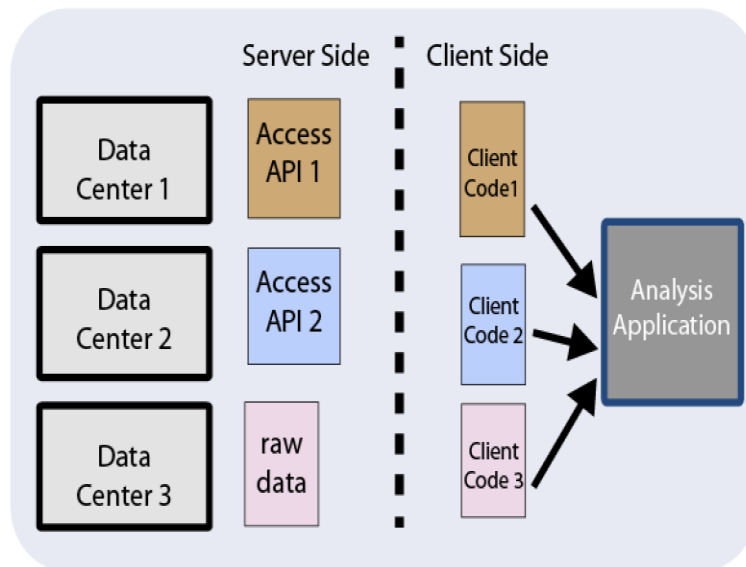 Server Side
Client Side
Data
Center 1
Access
API 1
Client
Code1
Data
Center 2
Access
API 2
Client
Code 2
Analysis
Application
Data
Center 3
raw
data
Client
Code 3